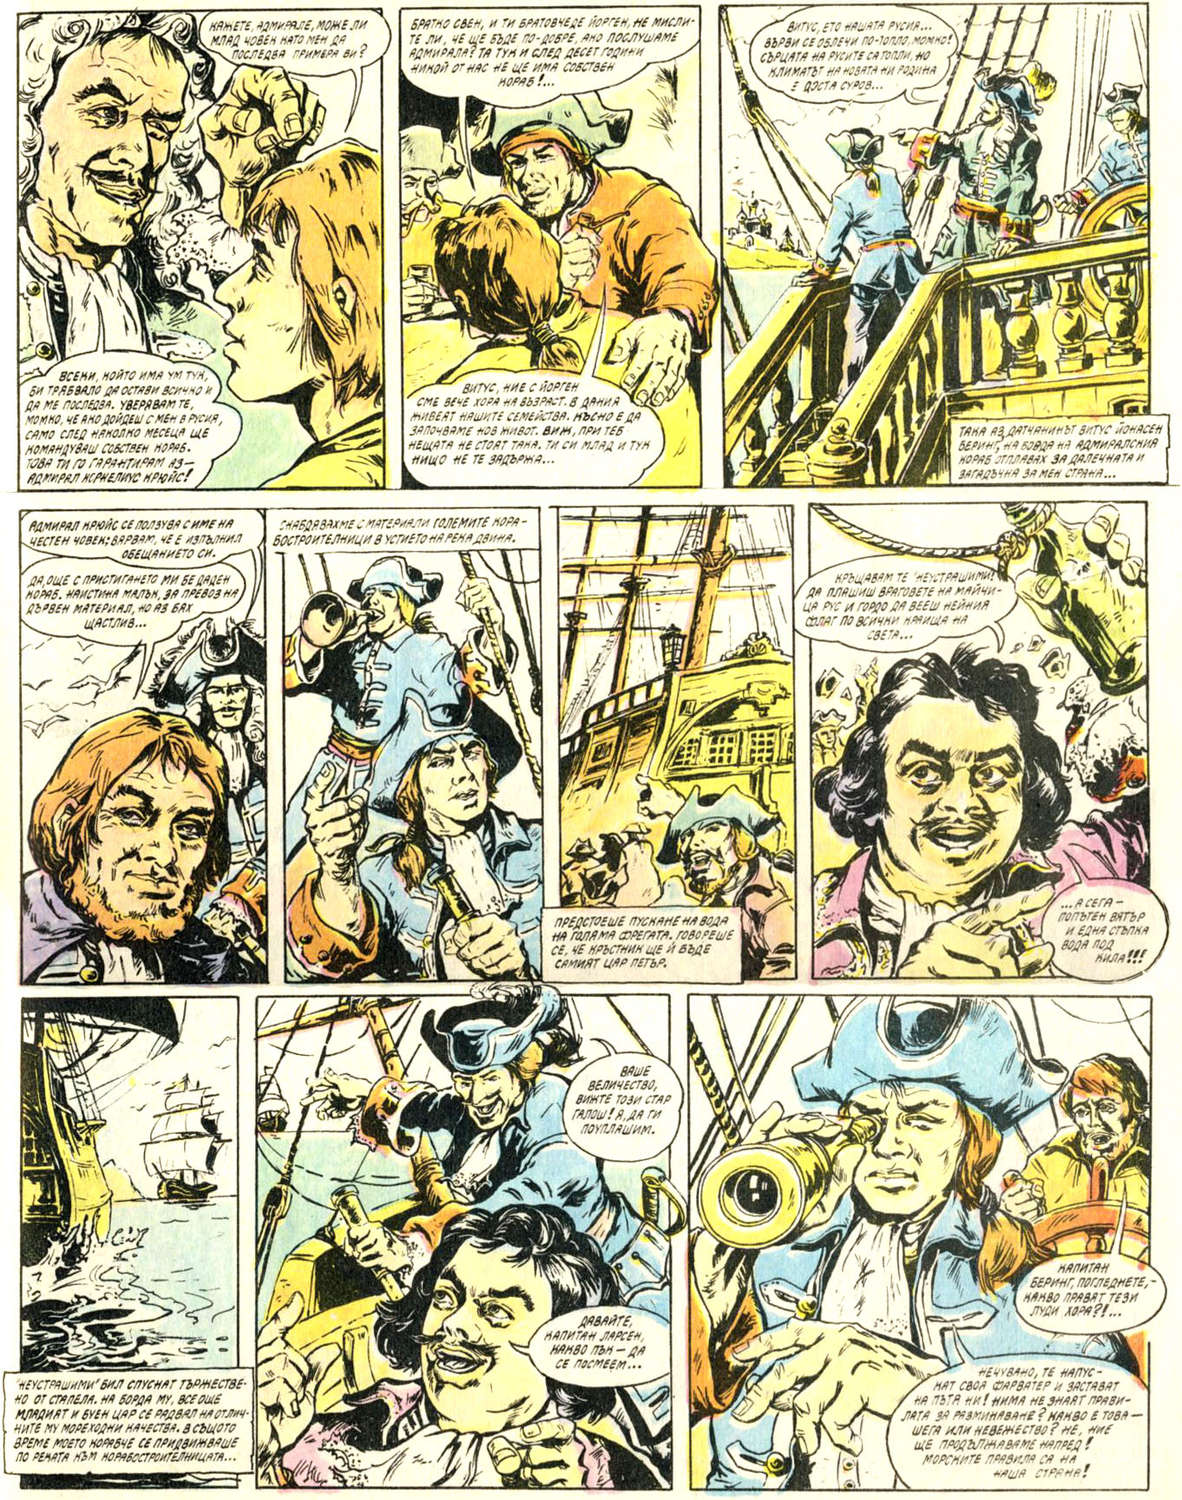 КАЖЕТЕ, АДМИРАЛЕ, МОЖЕ ЛИ
МЛАД ЧОВЕК КАТО МЕН ДА
ПОСЛЕДВА ПРИМЕРА ВИ?
ВСЕКИ, КОЙТО ИМА УМ ТУК,
БИ ТРЯБВАЛО ДА ОСТАВИ ВСИЧКО И
ДА МЕ ПОСЛЕДВА. УВЕРЯВАМ ТЕ,
МОМКО, ЧЕ АКО ДОЙДЕШ С МЕН В РУСИЯ,
САМО СЛЕД НЯКОЛКО МЕСЕЦА ЩЕ
КОМАНДУВАШ СОБСТВЕН КОРАБ.
ТОВА ТИ ГО ГАРАНТИРАМ АЗ —
АДМИРАЛ КОРНЕЛИУС КРЮЙС!
БРАТКО СВЕН, И ТИ БРАТОВЧЕДЕ ЙОРГЕН, НЕ МИСЛИ-
ТЕ ЛИ, ЧЕ ЩЕ БЪДЕ ПО-ДОБРЕ, АКО ПОСЛУШАМЕ
АДМИРАЛА? ТА ТУК И СЛЕД ДЕСЕТ ГОДИНИ
НИКОЙ ОТ НАС НЕ ЩЕ ИМА СОБСТВЕН
КОРАБ!...
ВИТУС, НИЕ С ЙОРГЕН
СМЕ ВЕЧЕ ХОРА НА ВЪЗРАСТ. В ДАНИЯ
ЖИВЕЯТ НАШИТЕ СЕМЕЙСТВА. КЪСНО Е ДА
ЗАПОЧВАМЕ НОВ ЖИВОТ. ВИЖ, ПРИ ТЕБ
НЕЩАТА НЕ СТОЯТ ТАКА. ТИ СИ МЛАД И ТУК
НИЩО НЕ ТЕ ЗАДЪРЖА...
ВИТУС, ЕТО НАШАТА РУСИЯ...
ВЪРВИ СЕ ОБЛЕЧИ ПО-ТОПЛО, МОМКО!
СЪРЦАТА НА РУСИТЕ СА ТОПЛИ, НО
КЛИМАТЪТ НА НОВАТА НИ РОДИНА
Е ДОСТА СУРОВ...
ТАКА АЗ, ДАТЧАНИНЪТ ВИТУС ЙОНАСЕН
БЕРИНГ, НА БОРДА НА АДМИРАЛСКИЯ
КОРАБ ОТПЛАВАХ ЗА ДАЛЕЧНАТА И
ЗАГАДЪЧНА ЗА МЕН СТРАНА...
АДМИРАЛ КРЮЙС СЕ ПОЛЗУВА С ИМЕ НА
ЧЕСТЕН ЧОВЕК; ВЯРВАМ, ЧЕ Е ИЗПЪЛНИЛ
ОБЕЩАНИЕТО СИ.
ДА, ОЩЕ С ПРИСТИГАНЕТО МИ БЕ ДАДЕН
КОРАБ. НАИСТИНА МАЛЪК, ЗА ПРЕВОЗ НА
ДЪРВЕН МАТЕРИАЛ, НО АЗ БЯХ
ЩАСТЛИВ...
СНАБДЯВАХМЕ С МАТЕРИАЛИ ГОЛЕМИТЕ КОРА-
БОСТРОИТЕЛНИЦИ В УСТИЕТО НА РЕКА ДВИНА.
ПРЕДСТОЕШЕ ПУСКАНЕ НА ВОДА
НА ГОЛЯМА ФРЕГАТА. ГОВОРЕШЕ
СЕ, ЧЕ КРЪСТНИК ЩЕ Ѝ БЪДЕ
САМИЯТ ЦАР ПЕТЪР.
КРЪЩАВАМ ТЕ "НЕУСТРАШИМИ"!
ДА ПЛАШИШ ВРАГОВЕТЕ НА МАЙЧИ-
ЦА РУС И ГОРДО ДА ВЕЕШ НЕЙНИЯ
ФЛАГ ПО ВСИЧКИ КРАИЩА НА
СВЕТА...
...А СЕГА —
ПОПЪТЕН ВЯТЪР
И ЕДНА СТЪПКА
ВОДА ПОД
КИЛА!!!
"НЕУСТРАШИМИ" БИЛ СПУСНАТ ТЪРЖЕСТВЕ-
НО ОТ СТАПЕЛА. НА БОРДА МУ, ВСЕ ОЩЕ
МЛАДИЯТ И БУЕН ЦАР СЕ РАДВАЛ НА ОТЛИЧ-
НИТЕ МУ МОРЕХОДНИ КАЧЕСТВА. В СЪЩОТО
ВРЕМЕ МОЕТО КОРАБЧЕ СЕ ПРИДВИЖВАШЕ
ПО РЕКАТА КЪМ КОРАБОСТРОИТЕЛНИЦАТА...
ВАШЕ
ВЕЛИЧЕСТВО,
ВИЖТЕ ТОЗИ СТАР
ГАЛОШ! Я, ДА ГИ
ПОУПЛАШИМ.
ДАВАЙТЕ,
КАПИТАН ЛАРСЕН,
КАКВО ПЪК — ДА
СЕ ПОСМЕЕМ...
КАПИТАН
БЕРИНГ, ПОГЛЕДНЕТЕ, —
КАКВО ПРАВЯТ ТЕЗИ
ЛУДИ ХОРА?!...
НЕЧУВАНО, ТЕ НАПУС-
КАТ СВОЯ ФАРВАТЕР И ЗАСТАВАТ
НА ПЪТЯ НИ! НИМА НЕ ЗНАЯТ ПРАВИ-
ЛАТА ЗА РАЗМИНАВАНЕ? КАКВО Е ТОВА —
ШЕГА ИЛИ НЕВЕЖЕСТВО? НЕ, НИЕ
ЩЕ ПРОДЪЛЖАВАМЕ НАПРЕД!
МОРСКИТЕ ПРАВИЛА СА НА
НАША СТРАНА!